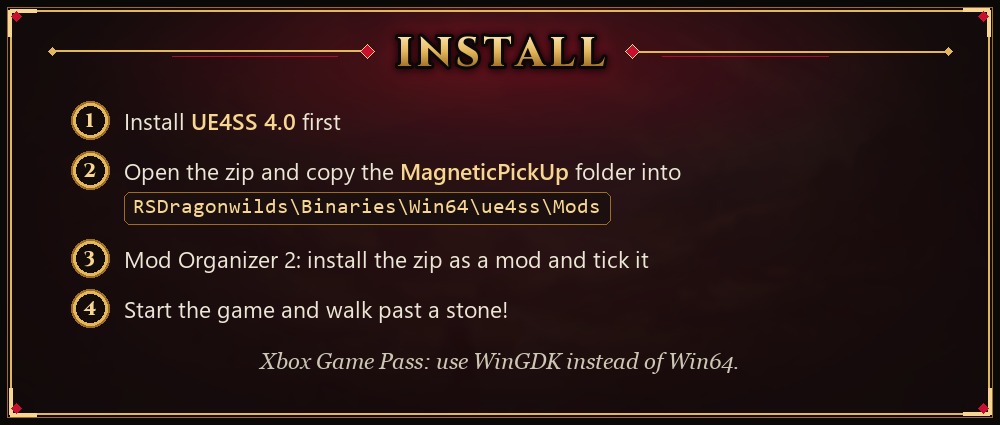 INSTALL
1 Install UE4SS 4.0 first
2 Open the zip and copy the MagneticPickUp folder into
RSDragonwilds\Binaries\Win64\ue4ss\Mods
3 Mod Organizer 2: install the zip as a mod and tick it
4 Start the game and walk past a stone!
Xbox Game Pass: use WinGDK instead of Win64.